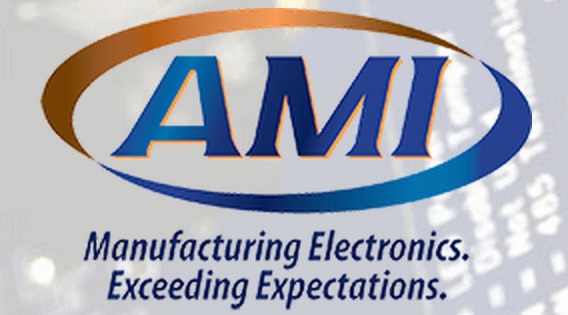 AMI
Manufacturing Electronics.
Exceeding Expectations.